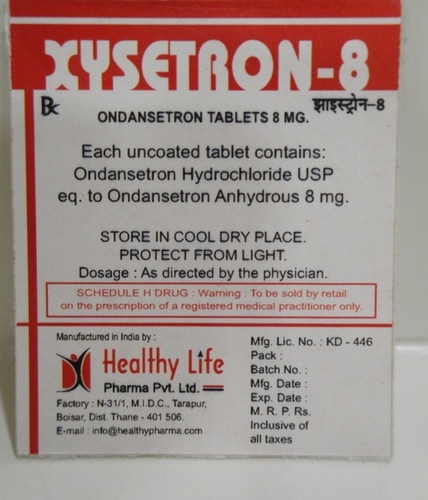 XYSETRON-8
Rx
झाइस्ट्रोन-8
ONDANSETRON TABLETS 8 MG.
Each uncoated tablet contains:
Ondansetron Hydrochloride USP
eq. to Ondansetron Anhydrous 8 mg.
STORE IN COOL DRY PLACE.
PROTECT FROM LIGHT.
Dosage : As directed by the physician.
SCHEDULE H DRUG : Warning : To be sold by retail
on the prescription of a registered medical practitioner only.
Manufactured in India by :
Healthy Life
Pharma Pvt. Ltd.
Factory : N-31/1, M.I.D.C., Tarapur,
Boisar, Dist. Thane - 401 506.
E-mail : info@healthypharma.com
Mfg. Lic. No. : KD - 446
Pack :
Batch No. :
Mfg. Date :
Exp. Date :
M. R. P. Rs.
Inclusive of
all taxes